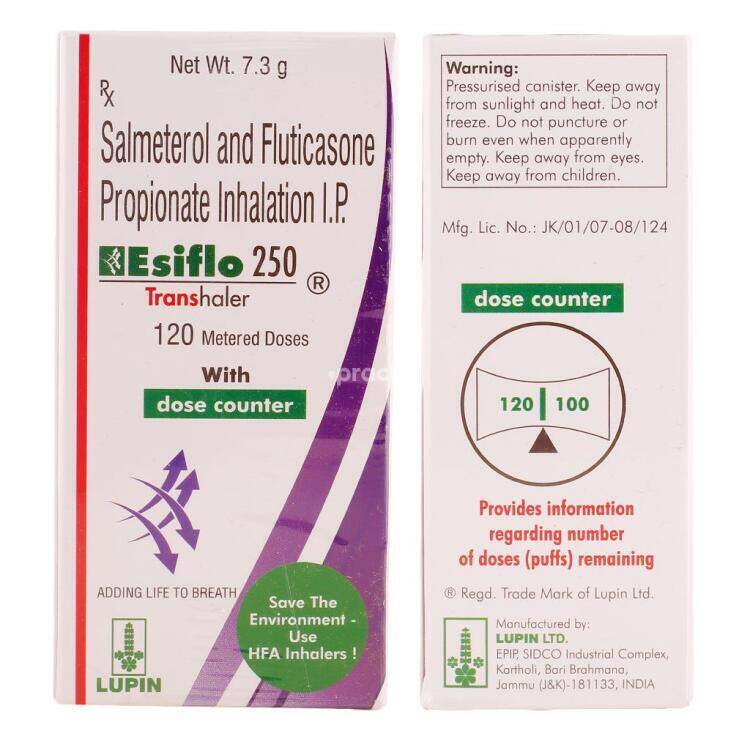 Net Wt. 7.3 g
Rx
Salmeterol and Fluticasone
Propionate Inhalation I.P.
Esiflo 250 ®
Transhaler
120 Metered Doses
With
dose counter
ADDING LIFE TO BREATH
Save The
Environment -
Use
HFA Inhalers !
LUPIN
Warning:
Pressurised canister. Keep away
from sunlight and heat. Do not
freeze. Do not puncture or
burn even when apparently
empty. Keep away from eyes.
Keep away from children.
Mfg. Lic. No.: JK/01/07-08/124
dose counter
120 100
Provides information
regarding number
of doses (puffs) remaining
® Regd. Trade Mark of Lupin Ltd.
Manufactured by:
LUPIN LTD.
EPIP, SIDCO Industrial Complex,
Kartholi, Bari Brahmana,
Jammu (J&K)-181133, INDIA